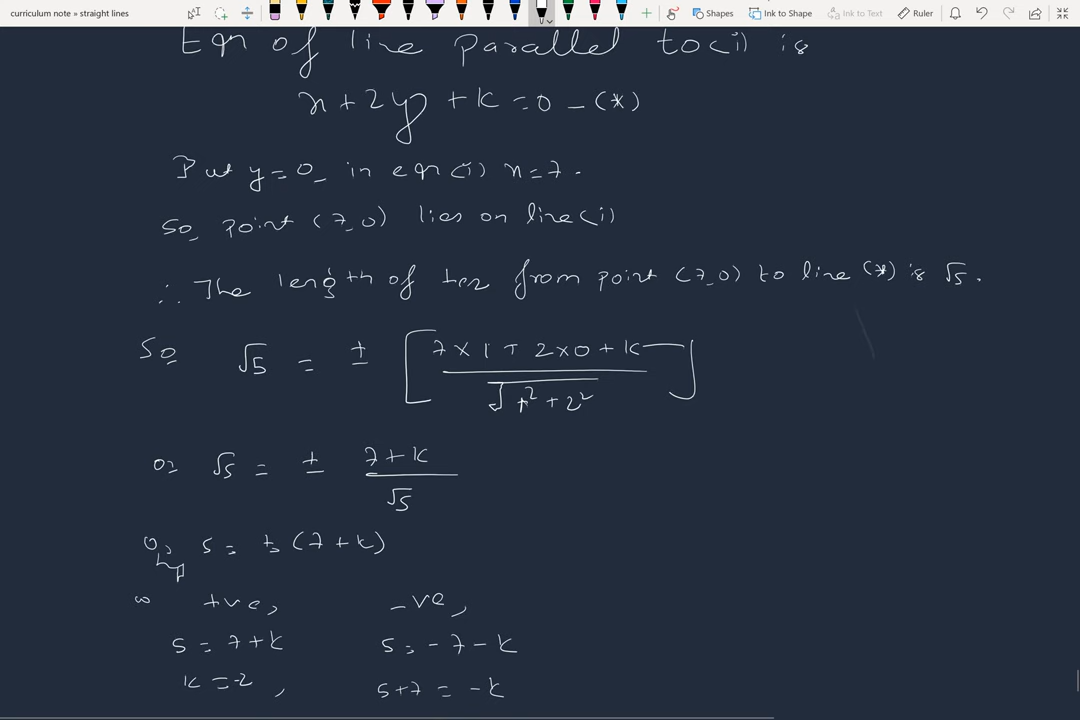 curriculum note » straight lines
Shapes Ink to Shape Ink to Text Ruler
Eqn of line parallel to (i) is
x + 2y + k = 0 - (*)
Put y = 0 in eqn (i) x = 7.
So, point (7, 0) lies on line (i)
∴ The length of ⊥er from point (7, 0) to line (*) is √5.
So √5 = ± [ (7 × 1 + 2 × 0 + k) / √(1² + 2²) ]
or √5 = ± (7 + k) / √5
or, 5 = ± (7 + k)
+ve, -ve,
5 = 7 + k 5 = - 7 - k
k = -2, 5 + 7 = - k